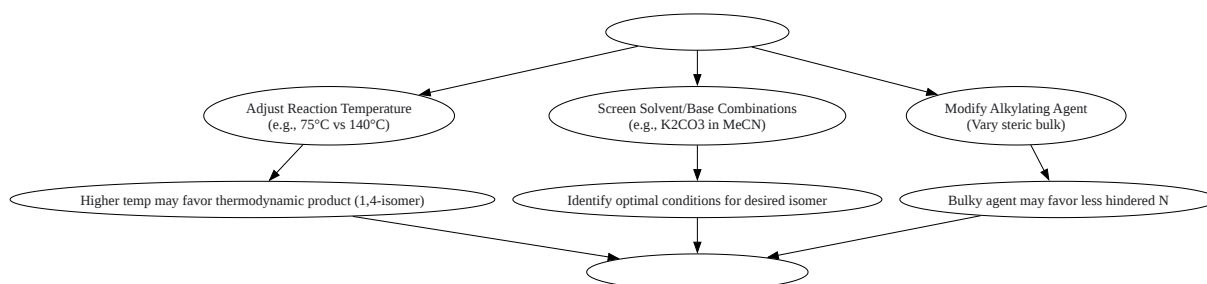 Adjust Reaction Temperature
(e.g., 75°C vs 140°C)
Screen Solvent/Base Combinations
(e.g., K2CO3 in MeCN)
Modify Alkylating Agent
(Vary steric bulk)
Higher temp may favor thermodynamic product (1,4-isomer)
Identify optimal conditions for desired isomer
Bulky agent may favor less hindered N